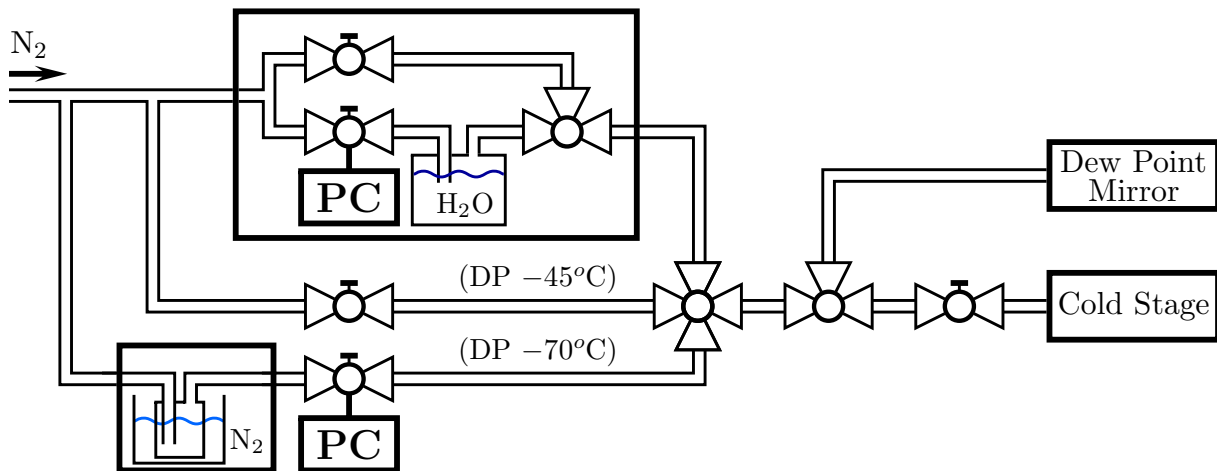 N₂
PC
H₂O
Dew Point
Mirror
(DP −45°C)
Cold Stage
(DP −70°C)
N₂
PC